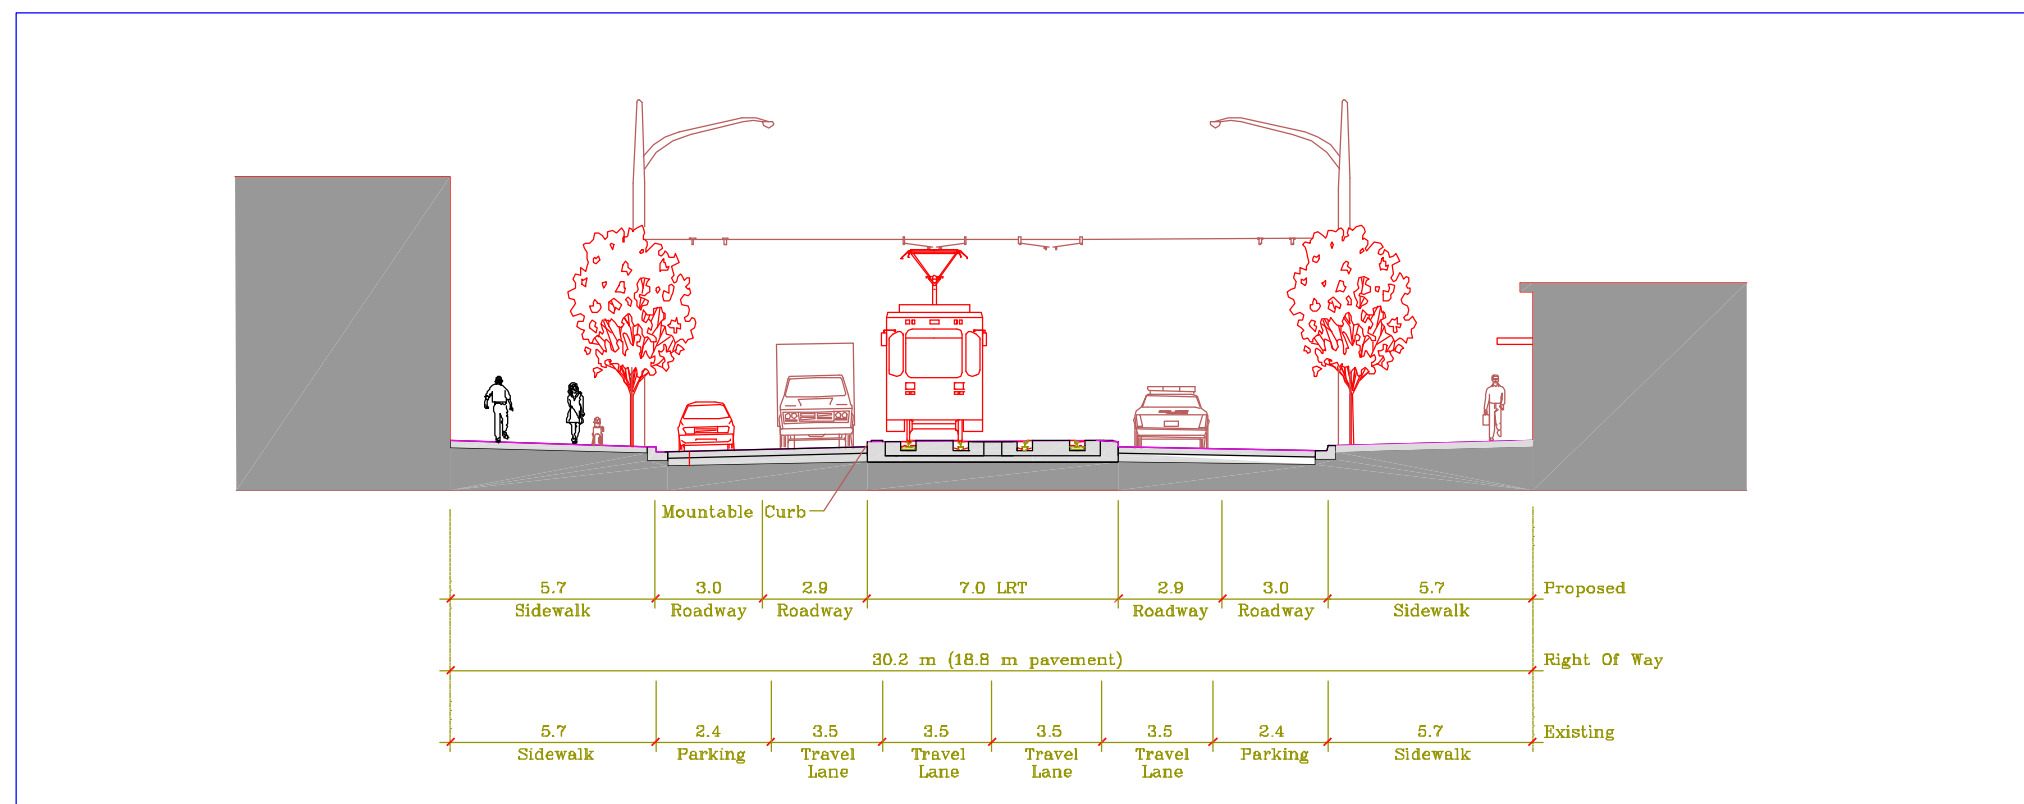 Mountable Curb
5.7 3.0 2.9 7.0 LRT 2.9 3.0 5.7 Proposed
Sidewalk Roadway Roadway Roadway Roadway Sidewalk
30.2 m (18.8 m pavement) Right Of Way
5.7 2.4 3.5 3.5 3.5 3.5 2.4 5.7 Existing
Sidewalk Parking Travel Travel Travel Travel Parking Sidewalk
Lane Lane Lane Lane